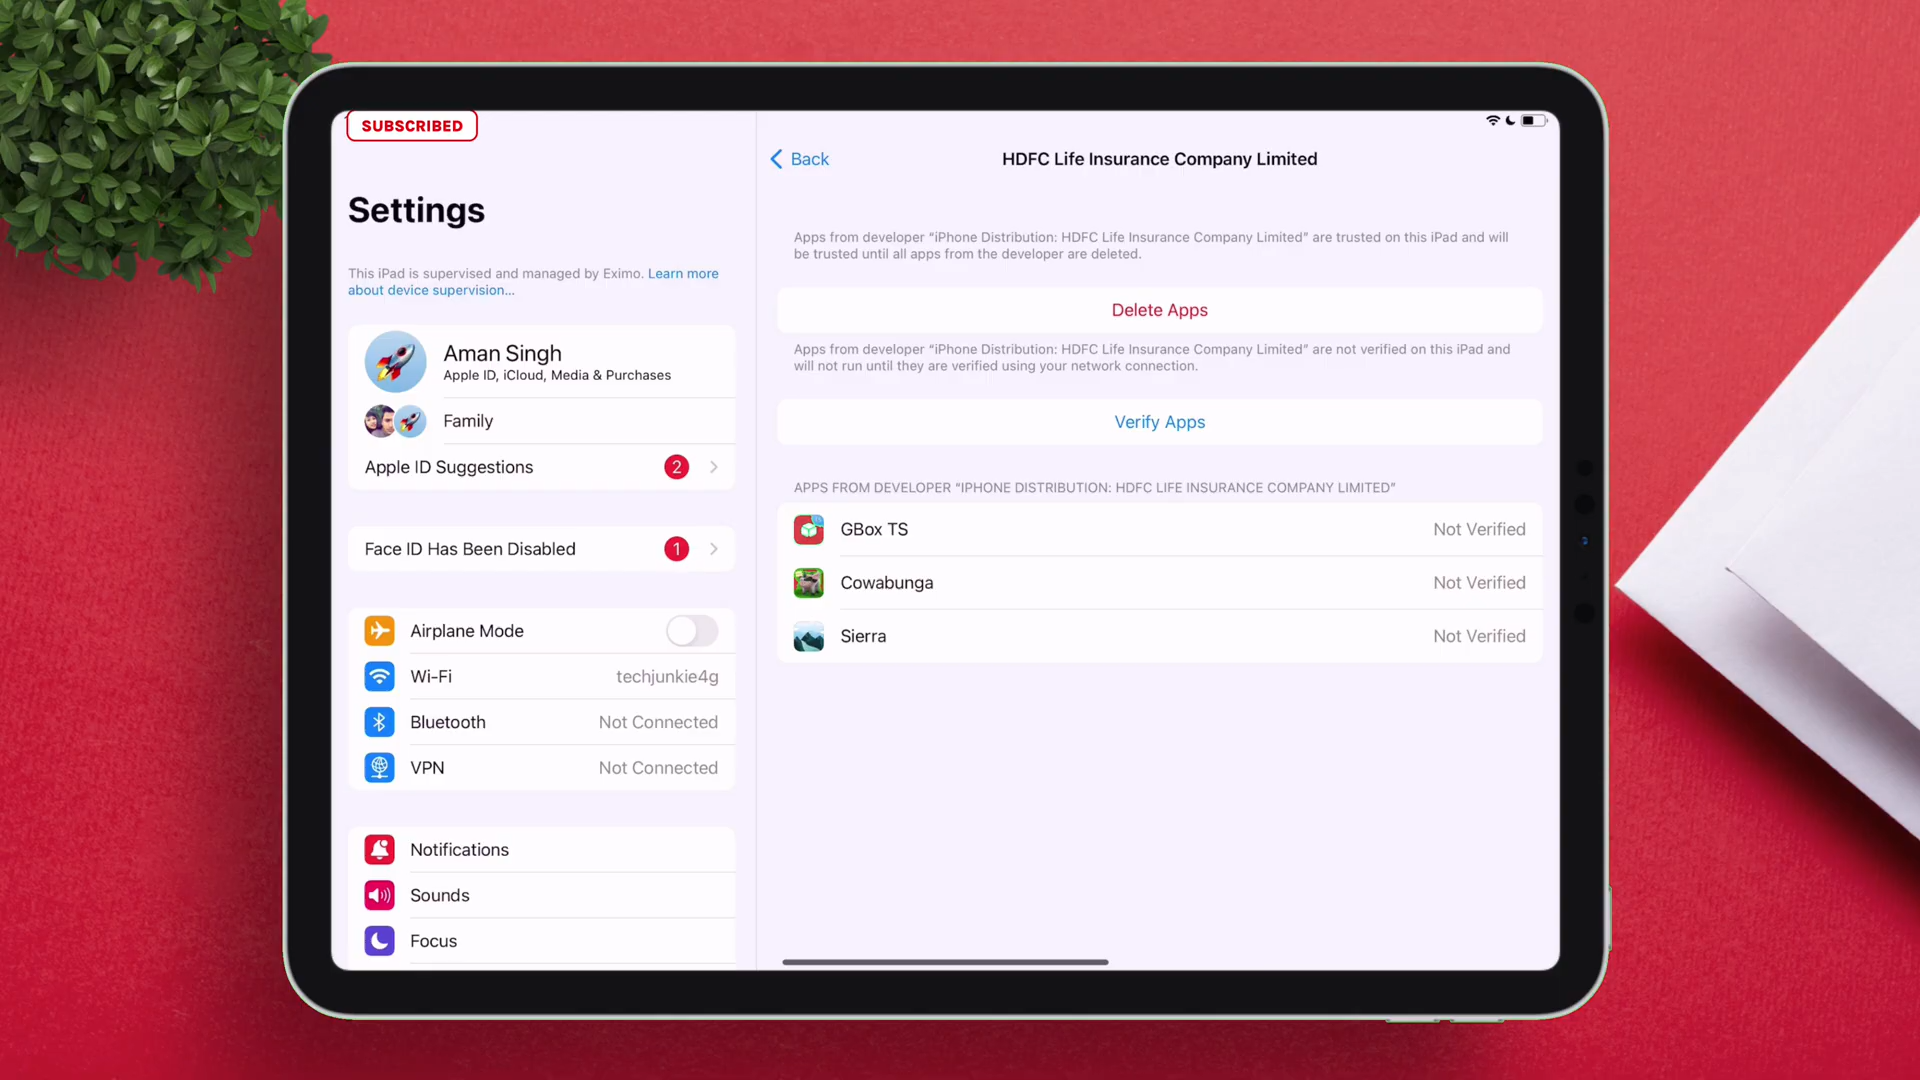 SUBSCRIBED
Settings
This iPad is supervised and managed by Eximo. Learn more
about device supervision...
Aman Singh
Apple ID, iCloud, Media & Purchases
Family
Apple ID Suggestions 2
Face ID Has Been Disabled 1
Airplane Mode
Wi-Fi techjunkie4g
Bluetooth Not Connected
VPN Not Connected
Notifications
Sounds
Focus
Back
HDFC Life Insurance Company Limited
Apps from developer “iPhone Distribution: HDFC Life Insurance Company Limited” are trusted on this iPad and will
be trusted until all apps from the developer are deleted.
Delete Apps
Apps from developer “iPhone Distribution: HDFC Life Insurance Company Limited” are not verified on this iPad and
will not run until they are verified using your network connection.
Verify Apps
APPS FROM DEVELOPER “IPHONE DISTRIBUTION: HDFC LIFE INSURANCE COMPANY LIMITED”
GBox TS Not Verified
Cowabunga Not Verified
Sierra Not Verified